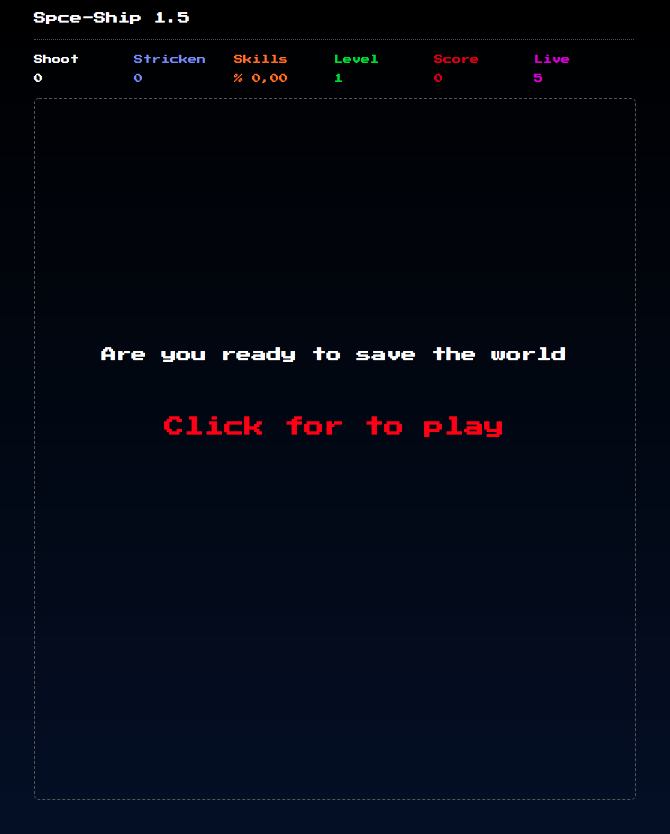 Spce-Ship 1.5
Shoot Stricken Skills Level Score Live
0 0 % 0,00 1 0 5
Are you ready to save the world
Click for to play